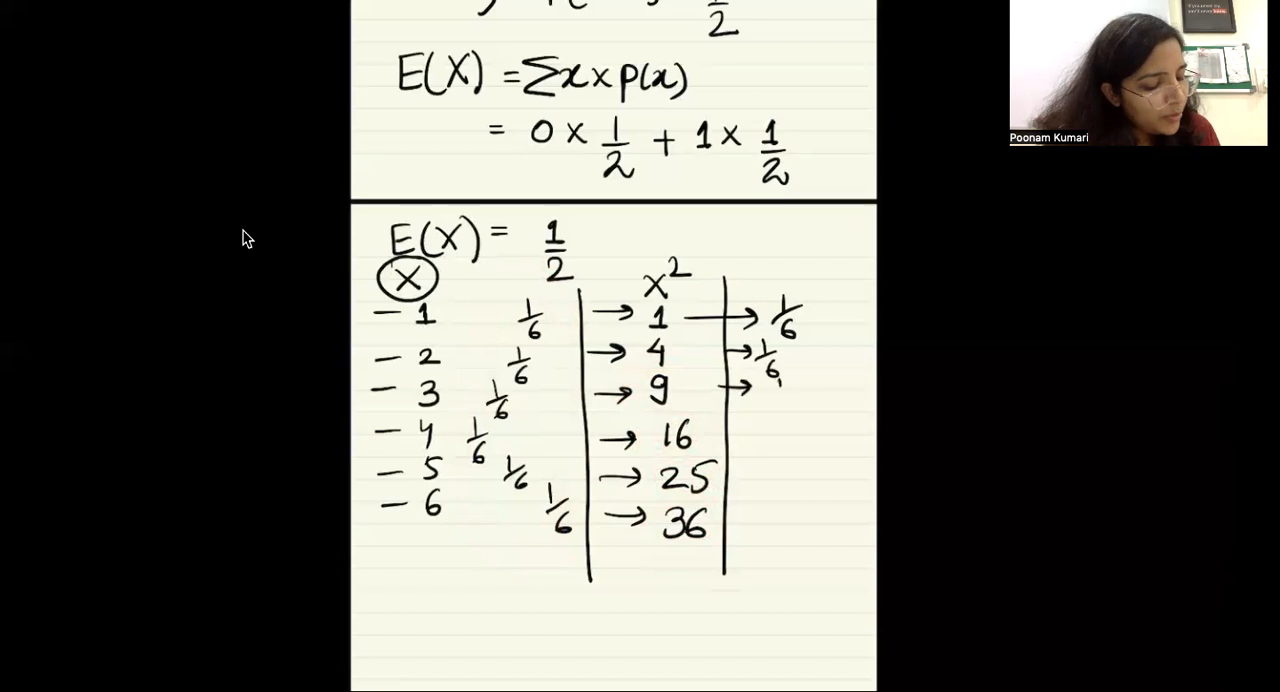 E(X) = ∑x×p(x)
= 0 × 1/2 + 1 × 1/2
E(X) = 1/2
X x²
– 1 1/6 → 1 → 1/6
– 2 1/6 → 4 → 1/6
– 3 1/6 → 9 →
– 4 1/6 → 16
– 5 1/6 → 25
– 6 1/6 → 36
Poonam Kumari